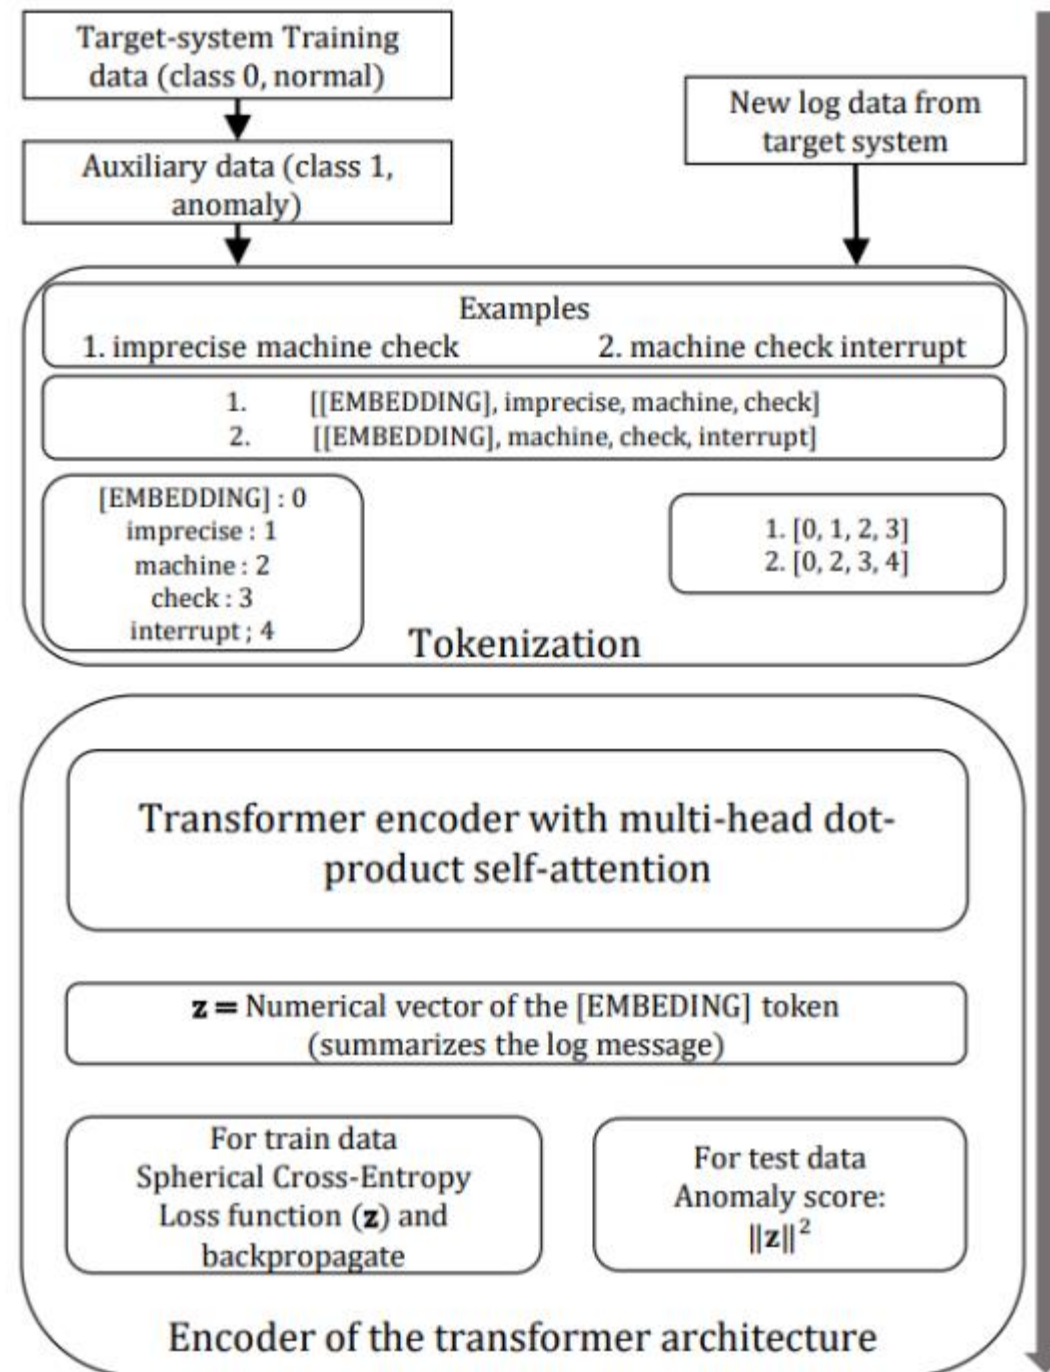 Target-system Training
data (class 0, normal)
New log data from
target system
Auxiliary data (class 1,
anomaly)
Examples
1. imprecise machine check 2. machine check interrupt
1. [[EMBEDDING], imprecise, machine, check]
2. [[EMBEDDING], machine, check, interrupt]
[EMBEDDING] : 0
imprecise : 1
machine : 2
check : 3
interrupt ; 4
1. [0, 1, 2, 3]
2. [0, 2, 3, 4]
Tokenization
Transformer encoder with multi-head dot-
product self-attention
z = Numerical vector of the [EMBEDING] token
(summarizes the log message)
For train data
Spherical Cross-Entropy
Loss function (z) and
backpropagate
For test data
Anomaly score:
‖z‖²
Encoder of the transformer architecture